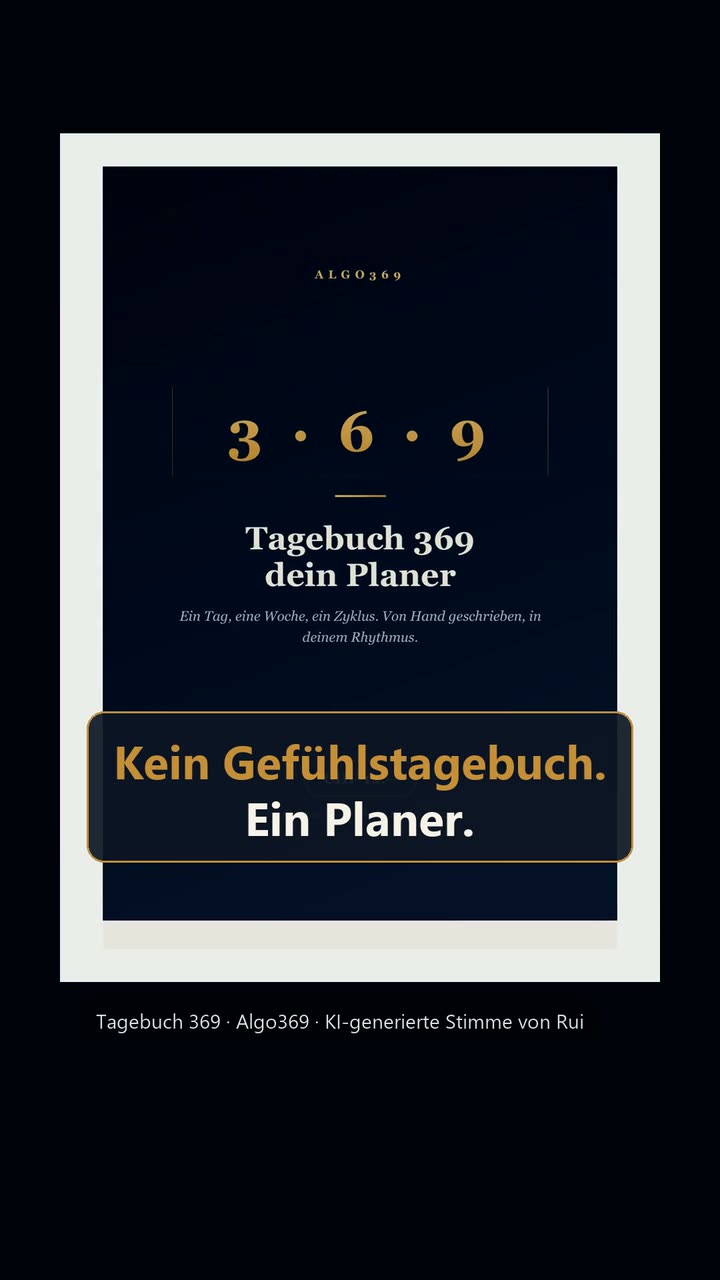 ALGO369
3 · 6 · 9
Tagebuch 369
dein Planer
Ein Tag, eine Woche, ein Zyklus. Von Hand geschrieben, in
deinem Rhythmus.
Kein Gefühlstagebuch.
Ein Planer.
Tagebuch 369 · Algo369 · KI-generierte Stimme von Rui